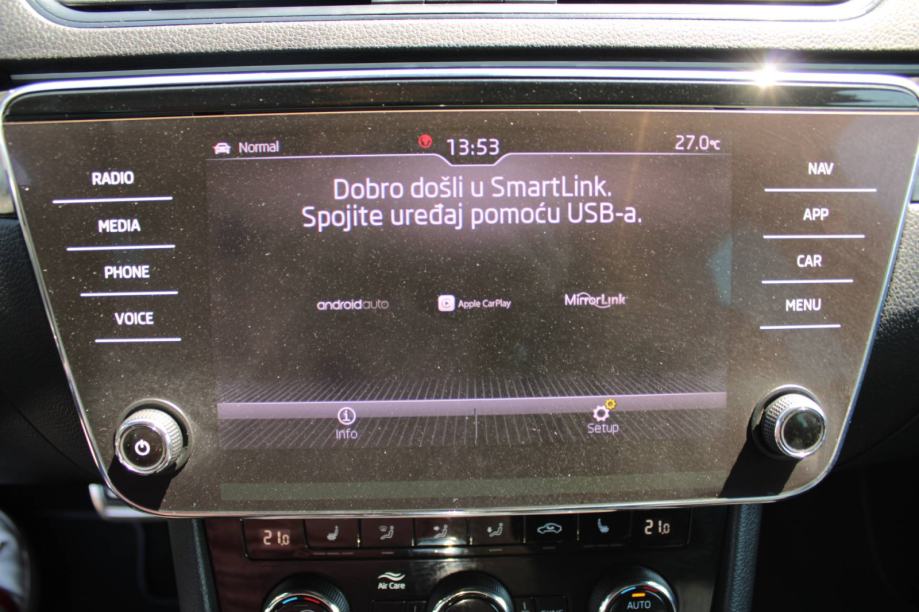 Normal
13:53
27.0°C
RADIO
MEDIA
PHONE
VOICE
Dobro došli u SmartLink.
Spojite uređaj pomoću USB-a.
androidauto
Apple CarPlay
MirrorLink
NAV
APP
CAR
MENU
Info
Setup
21.0
21.0
Air Care
AUTO